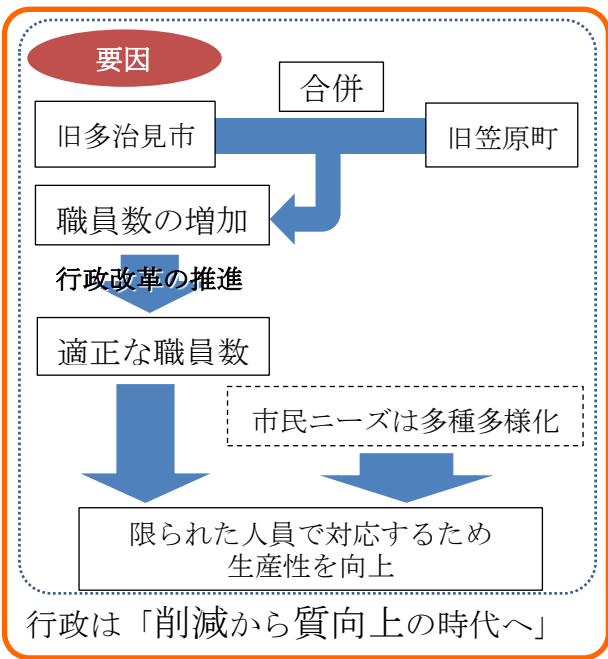 要因
合併
旧多治見市
旧笠原町
職員数の増加
行政改革の推進
適正な職員数
市民ニーズは多種多様化
限られた人員で対応するため
生産性を向上
行政は「削減から質向上の時代へ」